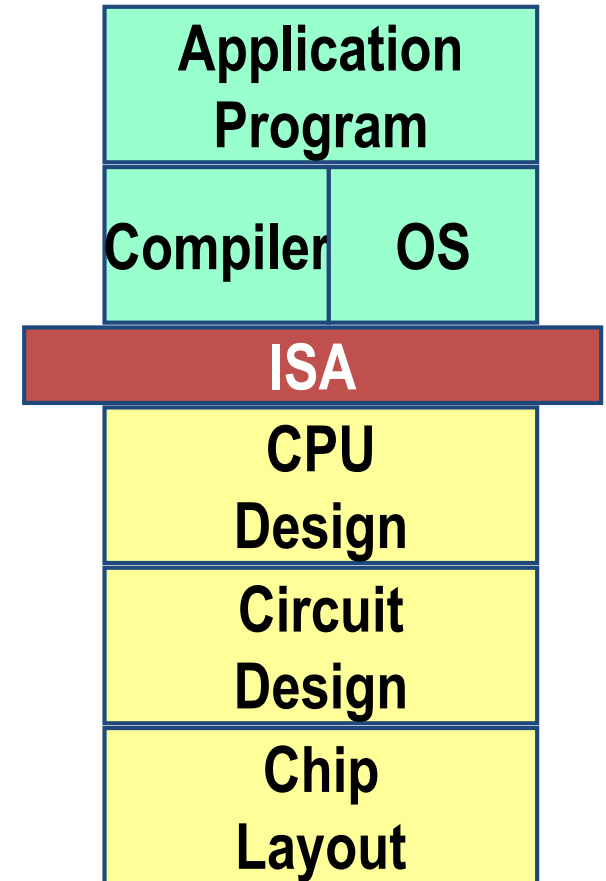 Application
Program
Compiler OS
ISA
CPU
Design
Circuit
Design
Chip
Layout